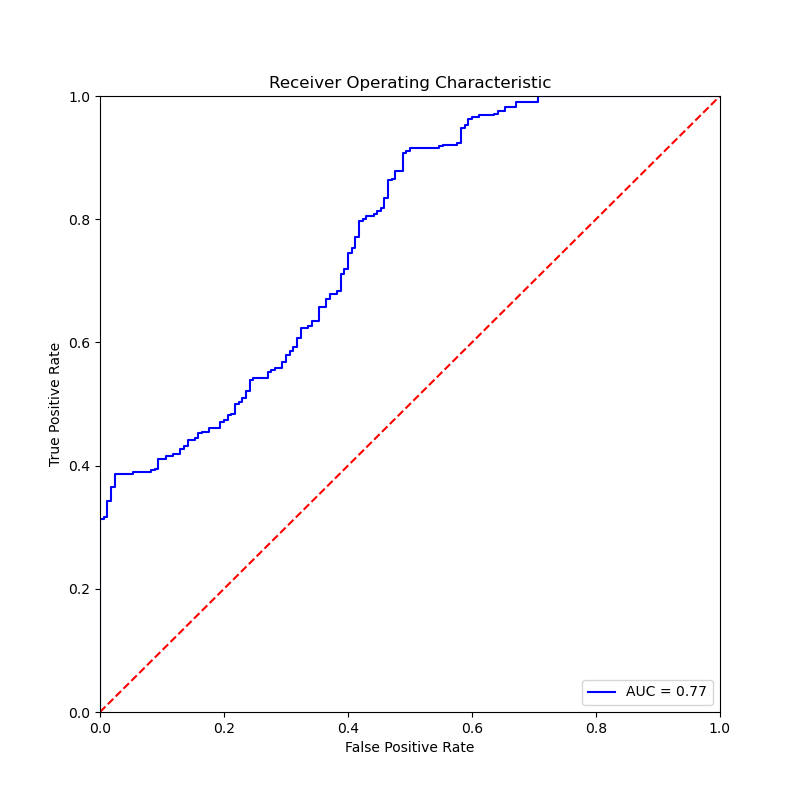 Receiver Operating Characteristic
1.0
0.8
0.6
0.4
0.2
0.0
True Positive Rate
AUC = 0.77
0.0 0.2 0.4 0.6 0.8 1.0
False Positive Rate